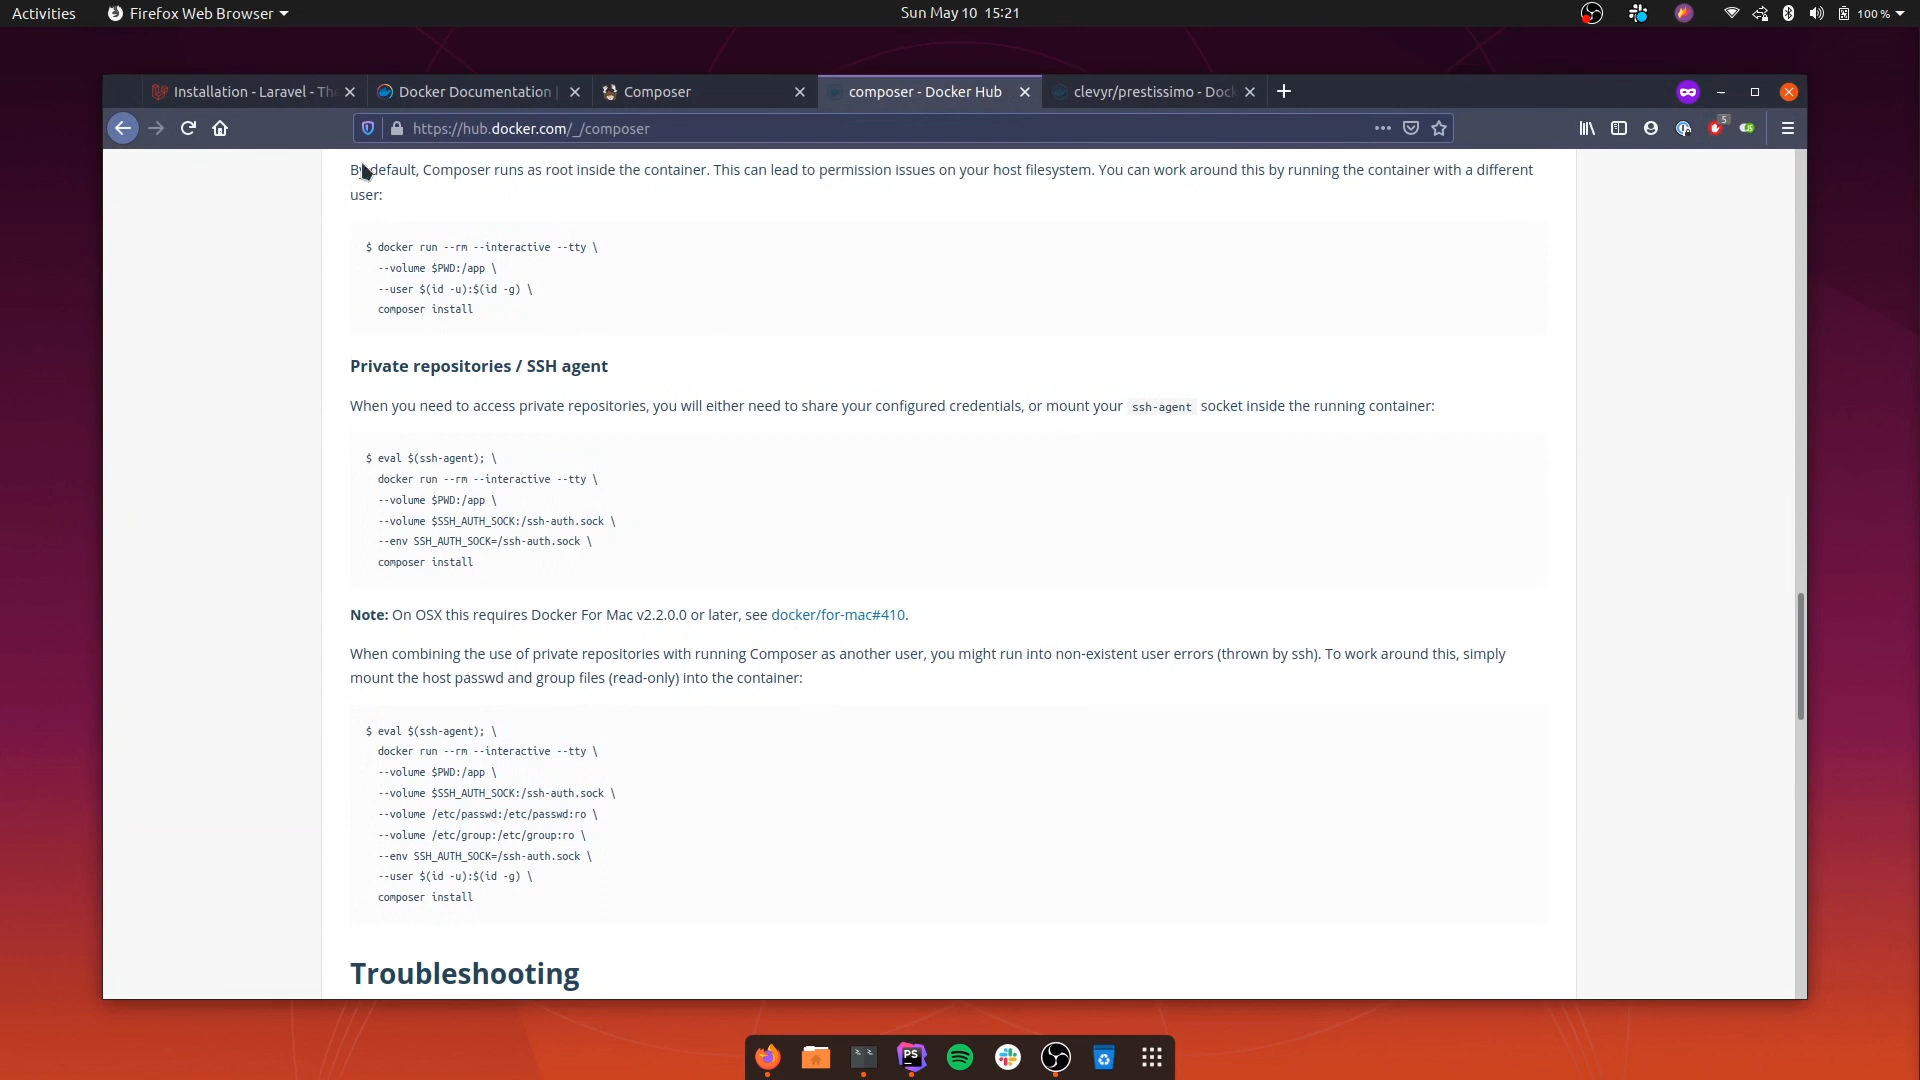 Activities
Firefox Web Browser
Sun May 10 15:21
100 %
Installation - Laravel - Th
Docker Documentation |
Composer
composer - Docker Hub
clevyr/prestissimo - Dock
https://hub.docker.com/_/composer
5
By default, Composer runs as root inside the container. This can lead to permission issues on your host filesystem. You can work around this by running the container with a different
user:
$ docker run --rm --interactive --tty \
--volume $PWD:/app \
--user $(id -u):$(id -g) \
composer install
Private repositories / SSH agent
When you need to access private repositories, you will either need to share your configured credentials, or mount your ssh-agent socket inside the running container:
$ eval $(ssh-agent); \
docker run --rm --interactive --tty \
--volume $PWD:/app \
--volume $SSH_AUTH_SOCK:/ssh-auth.sock \
--env SSH_AUTH_SOCK=/ssh-auth.sock \
composer install
Note: On OSX this requires Docker For Mac v2.2.0.0 or later, see docker/for-mac#410.
When combining the use of private repositories with running Composer as another user, you might run into non-existent user errors (thrown by ssh). To work around this, simply
mount the host passwd and group files (read-only) into the container:
$ eval $(ssh-agent); \
docker run --rm --interactive --tty \
--volume $PWD:/app \
--volume $SSH_AUTH_SOCK:/ssh-auth.sock \
--volume /etc/passwd:/etc/passwd:ro \
--volume /etc/group:/etc/group:ro \
--env SSH_AUTH_SOCK=/ssh-auth.sock \
--user $(id -u):$(id -g) \
composer install
Troubleshooting
PS